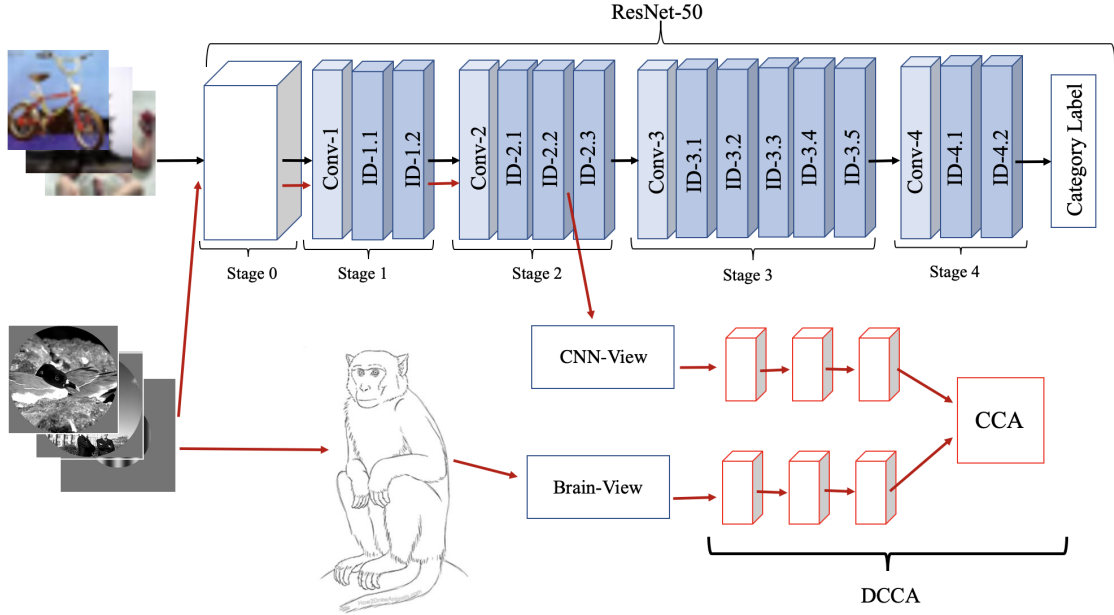 ResNet-50
Conv-1
ID-1.1
ID-1.2
Conv-2
ID-2.1
ID-2.2
ID-2.3
Conv-3
ID-3.1
ID-3.2
ID-3.3
ID-3.4
ID-3.5
Conv-4
ID-4.1
ID-4.2
Category Label
Stage 0
Stage 1
Stage 2
Stage 3
Stage 4
CNN-View
CCA
Brain-View
DCCA